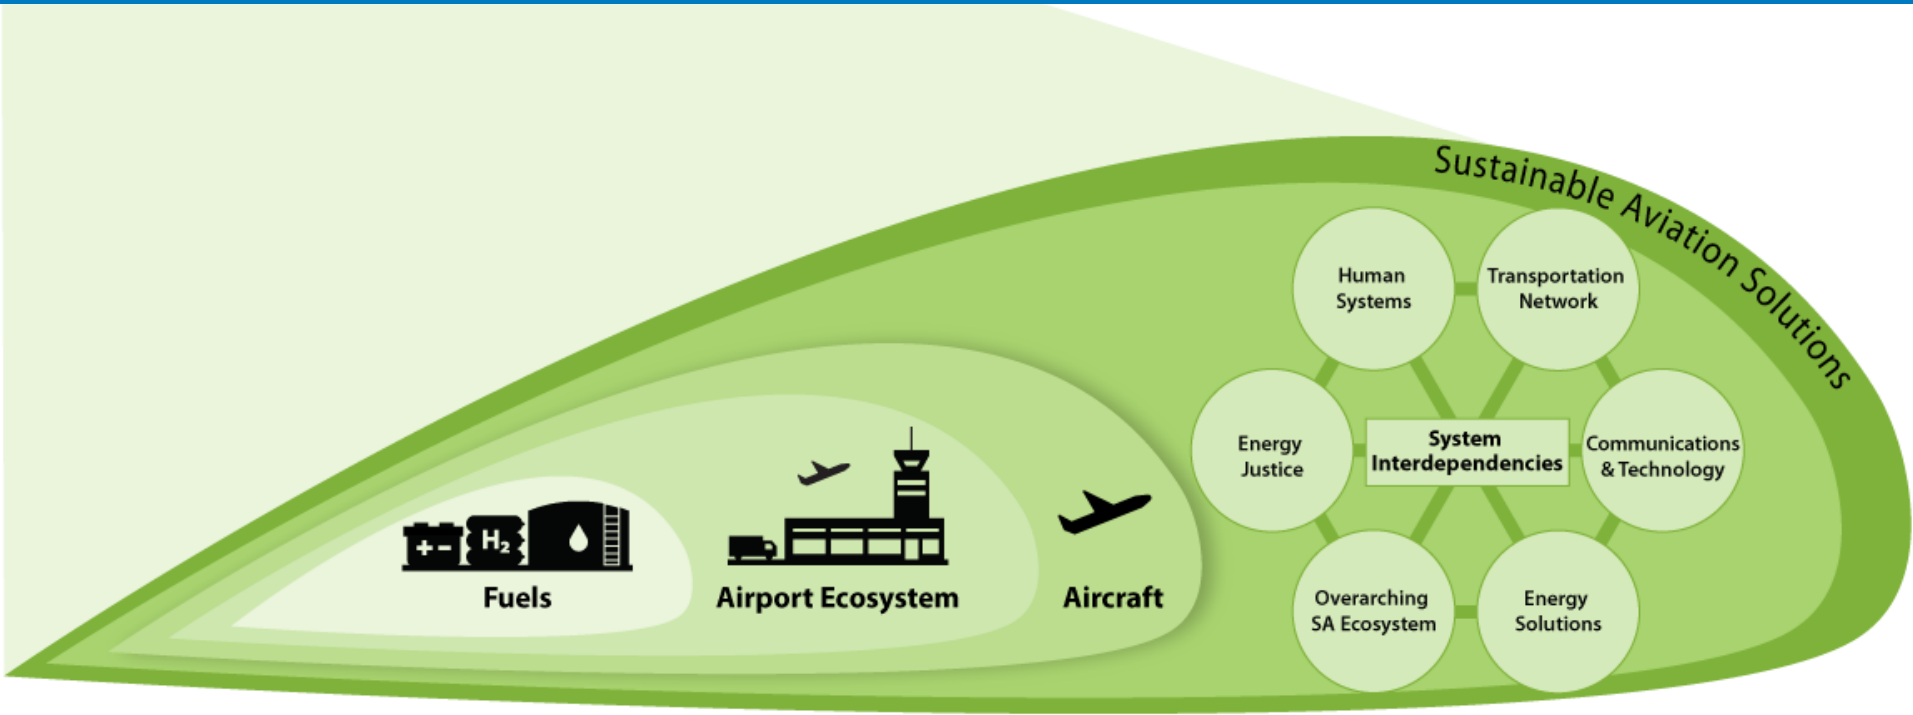 Sustainable Aviation Solutions
Human
Systems
Transportation
Network
Energy
Justice
System
Interdependencies
Communications
& Technology
Overarching
SA Ecosystem
Energy
Solutions
+ -
H₂
Fuels
Airport Ecosystem
Aircraft